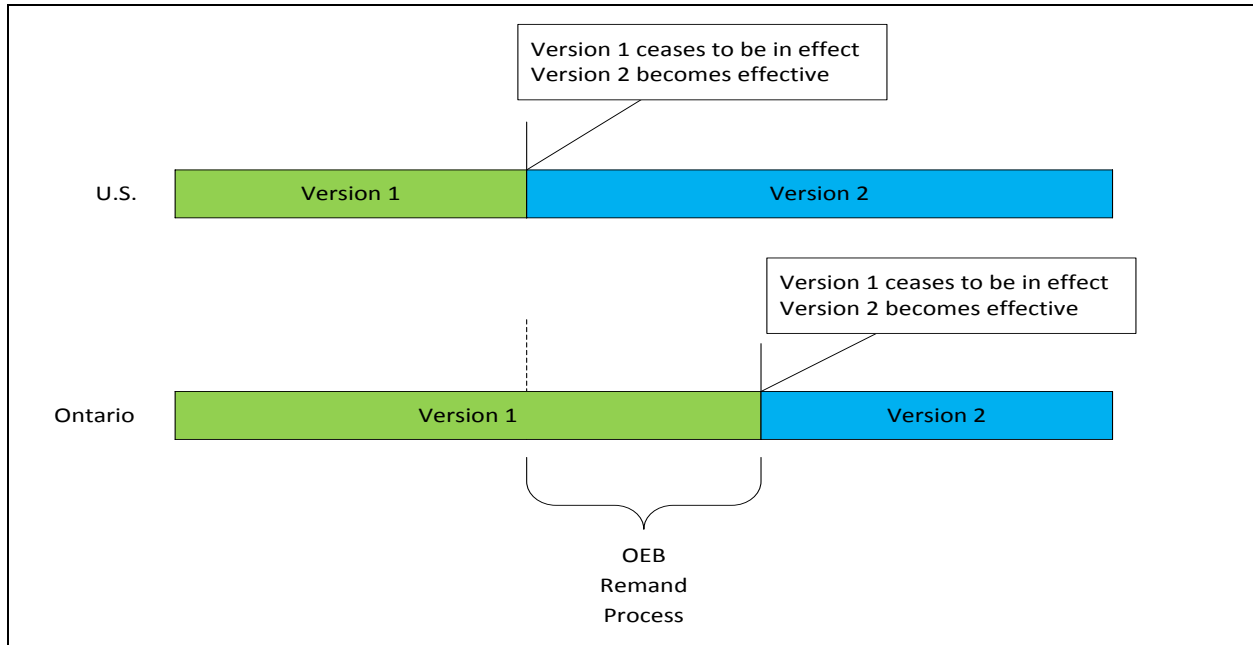 Version 1 ceases to be in effect
Version 2 becomes effective
U.S.
Version 1
Version 2
Version 1 ceases to be in effect
Version 2 becomes effective
Ontario
Version 1
Version 2
OEB
Remand
Process